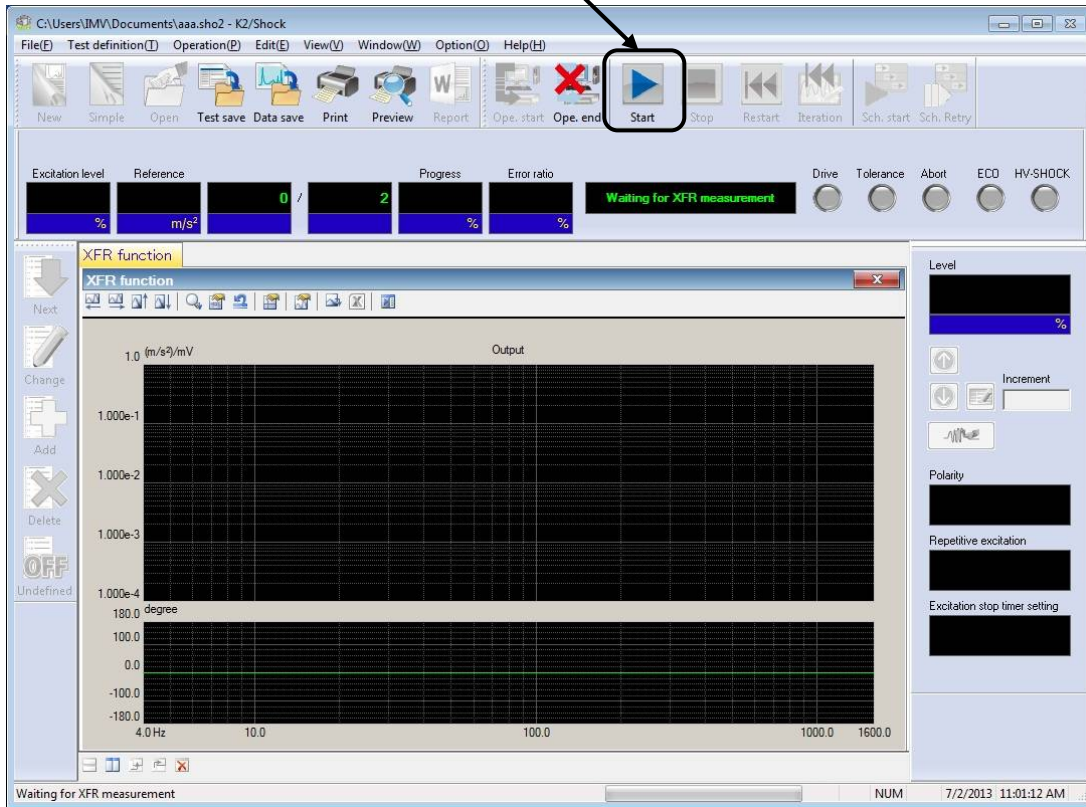 C:\Users\IMV\Documents\aaa.sho2 - K2/Shock
File(F) Test definition(T) Operation(P) Edit(E) View(V) Window(W) Option(O) Help(H)
New Simple Open Test save Data save Print Preview Report Ope. start Ope. end Start Stop Restart Iteration Sch. start Sch. Retry
Excitation level Reference Progress Error ratio Drive Tolerance Abort ECO HV-SHOCK
0 / 2 Waiting for XFR measurement
% m/s² % %
XFR function
XFR function
Next
Change
Add
Delete
OFF
Undefined
1.0 (m/s²)/mV Output
1.000e-1
1.000e-2
1.000e-3
1.000e-4
180.0 degree
100.0
0.0
-100.0
-180.0
4.0 Hz 10.0 100.0 1000.0 1600.0
Level
%
Increment
Polarity
Repetitive excitation
Excitation stop timer setting
Waiting for XFR measurement NUM 7/2/2013 11:01:12 AM